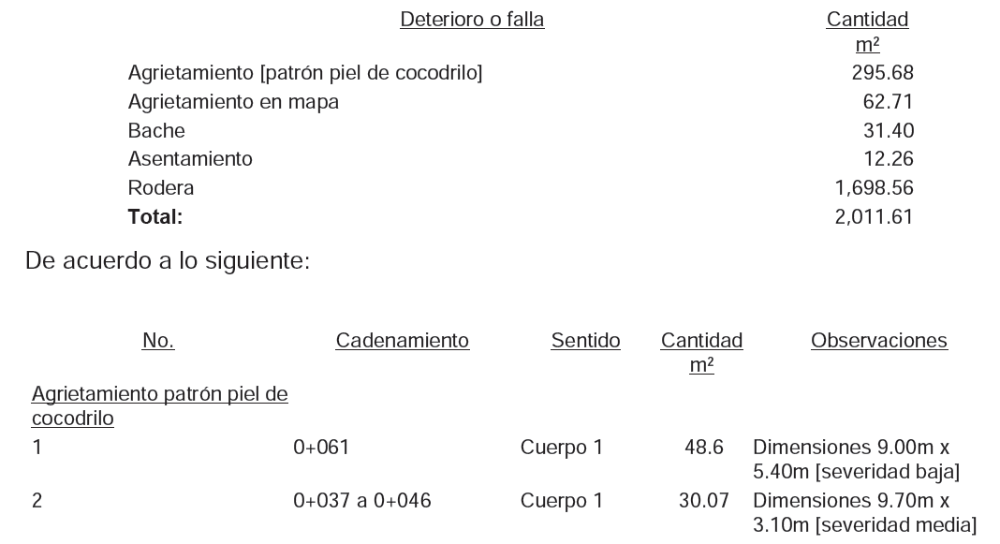 Deterioro o falla Cantidad
m²
Agrietamiento [patrón piel de cocodrilo] 295.68
Agrietamiento en mapa 62.71
Bache 31.40
Asentamiento 12.26
Rodera 1,698.56
Total: 2,011.61
De acuerdo a lo siguiente:
No. Cadenamiento Sentido Cantidad Observaciones
m²
Agrietamiento patrón piel de
cocodrilo
1 0+061 Cuerpo 1 48.6 Dimensiones 9.00m x
5.40m [severidad baja]
2 0+037 a 0+046 Cuerpo 1 30.07 Dimensiones 9.70m x
3.10m [severidad media]